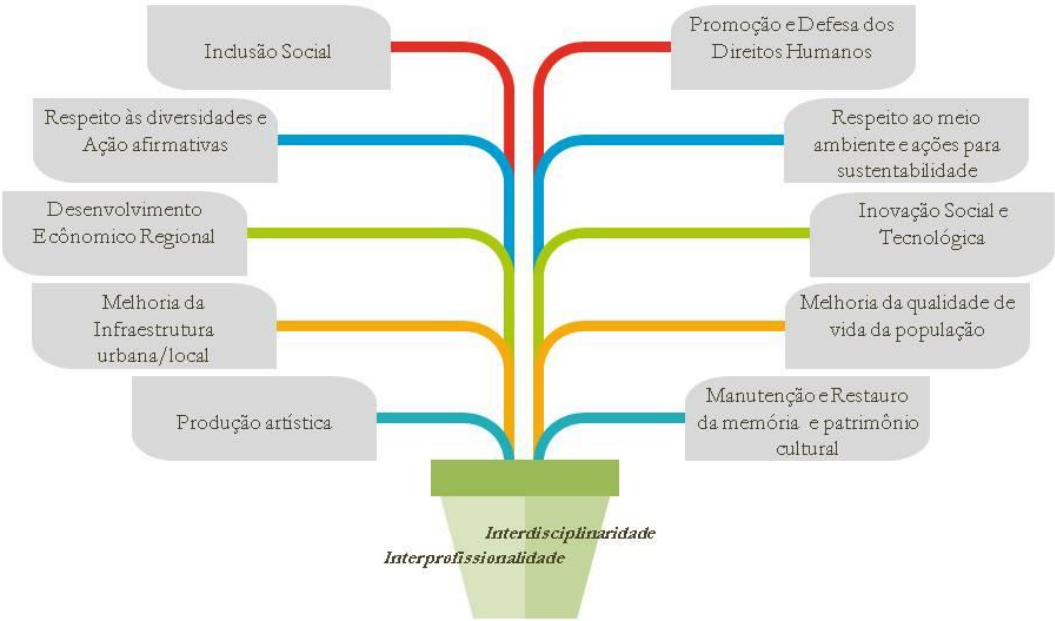 Inclusão Social
Promoção e Defesa dos
Direitos Humanos
Respeito às diversidades e
Ação afirmativas
Respeito ao meio
ambiente e ações para
sustentabilidade
Desenvolvimento
Ecônomico Regional
Inovação Social e
Tecnológica
Melhoria da
Infraestrutura
urbana/local
Melhoria da qualidade de
vida da população
Produção artística
Manutenção e Restauro
da memória e patrimônio
cultural
Interdisciplinaridade
Interprofissionalidade